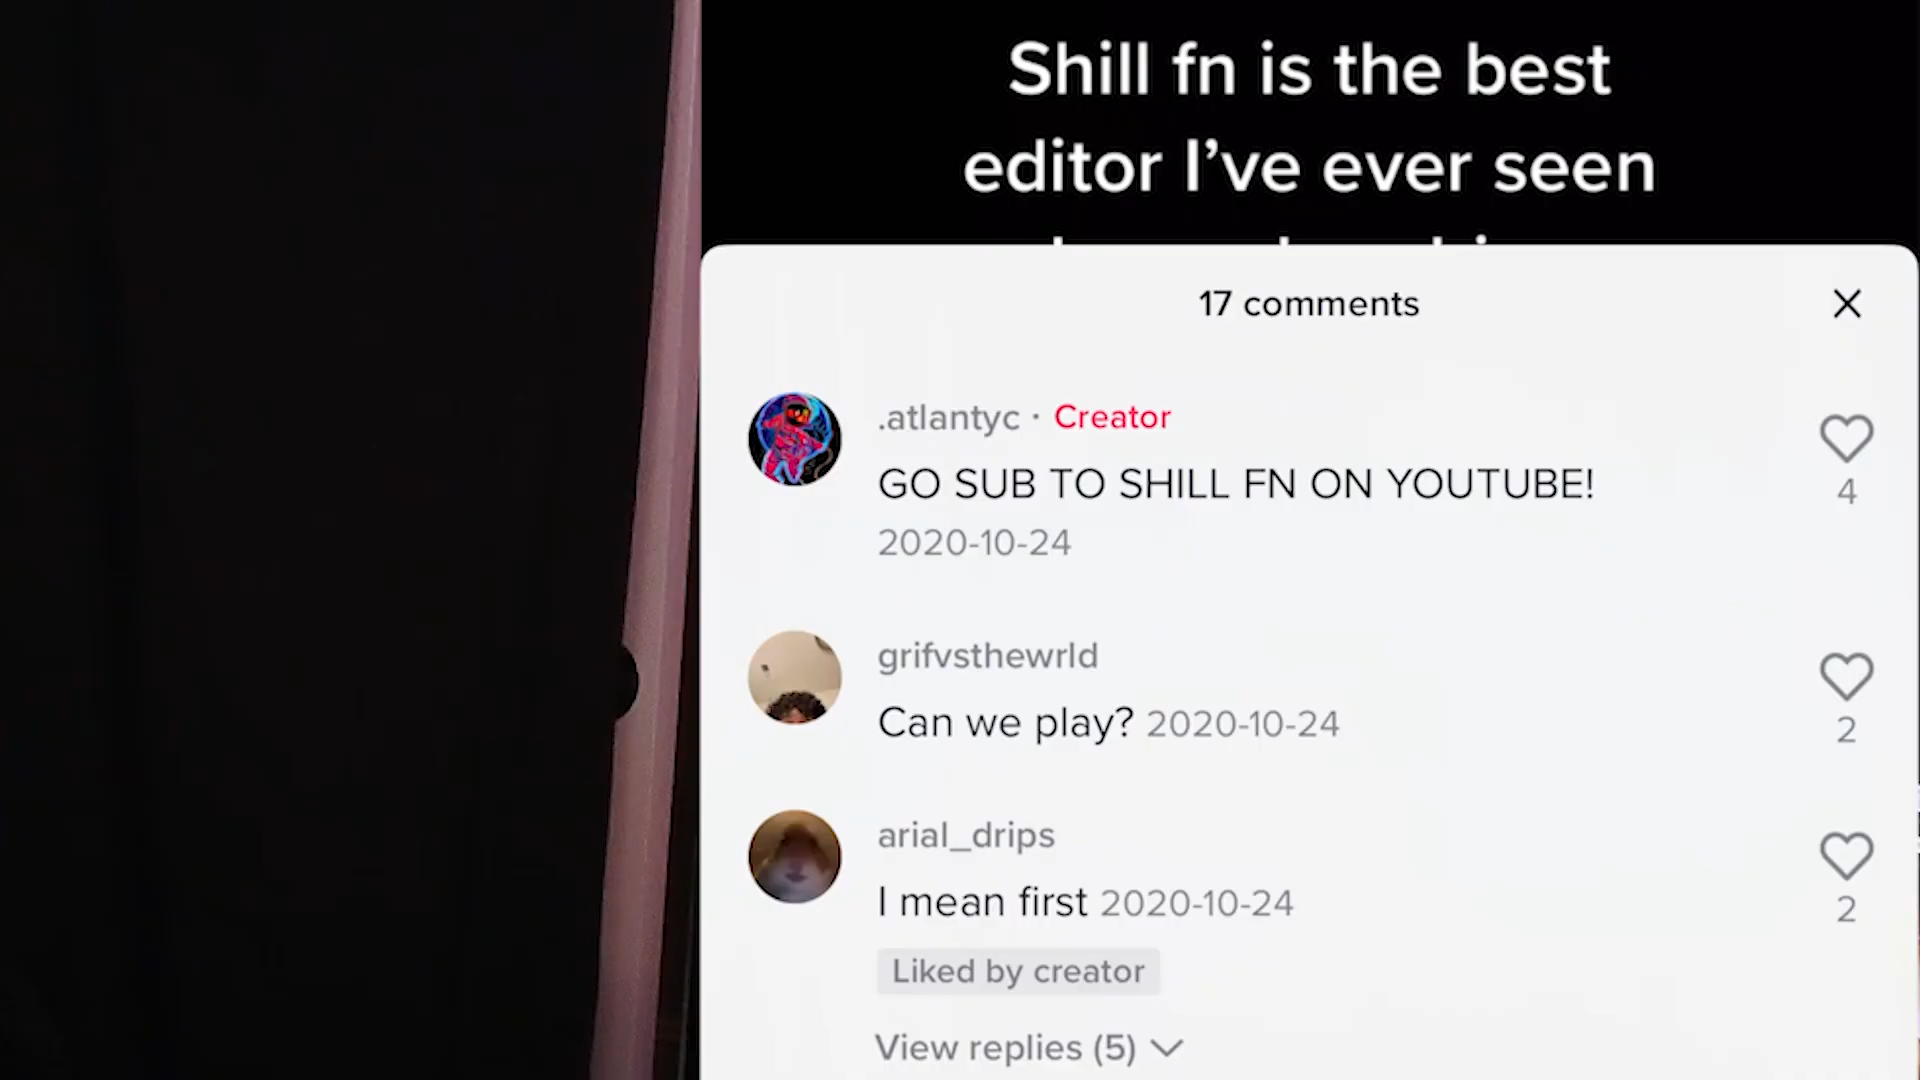 Shill fn is the best
editor I’ve ever seen
17 comments
.atlantyc · Creator
GO SUB TO SHILL FN ON YOUTUBE!
2020-10-24
4
grifvsthewrld
Can we play? 2020-10-24
2
arial_drips
I mean first 2020-10-24
2
Liked by creator
View replies (5)